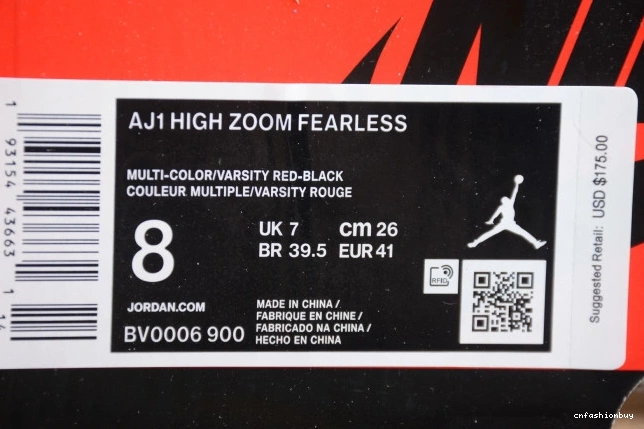 AJ1 HIGH ZOOM FEARLESS
MULTI-COLOR/VARSITY RED-BLACK
COULEUR MULTIPLE/VARSITY ROUGE
8
UK 7 cm 26
BR 39.5 EUR 41
RFID
JORDAN.COM
BV0006 900
MADE IN CHINA /
FABRIQUE EN CHINE /
FABRICADO NA CHINA /
HECHO EN CHINA
Suggested Retail: USD $175.00
1 93154 43663 1
14
cnfashionbuy